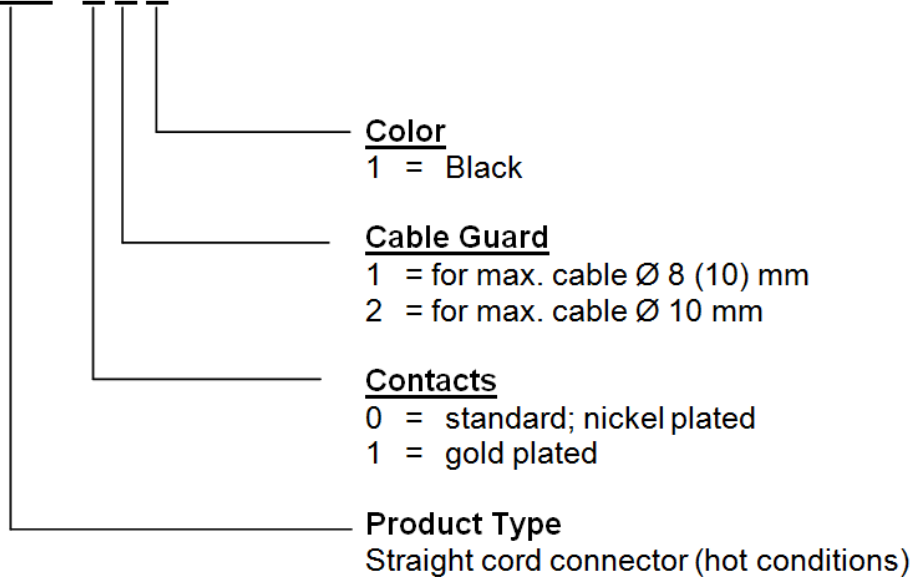 Color
1 = Black
Cable Guard
1 = for max. cable Ø 8 (10) mm
2 = for max. cable Ø 10 mm
Contacts
0 = standard; nickel plated
1 = gold plated
Product Type
Straight cord connector (hot conditions)